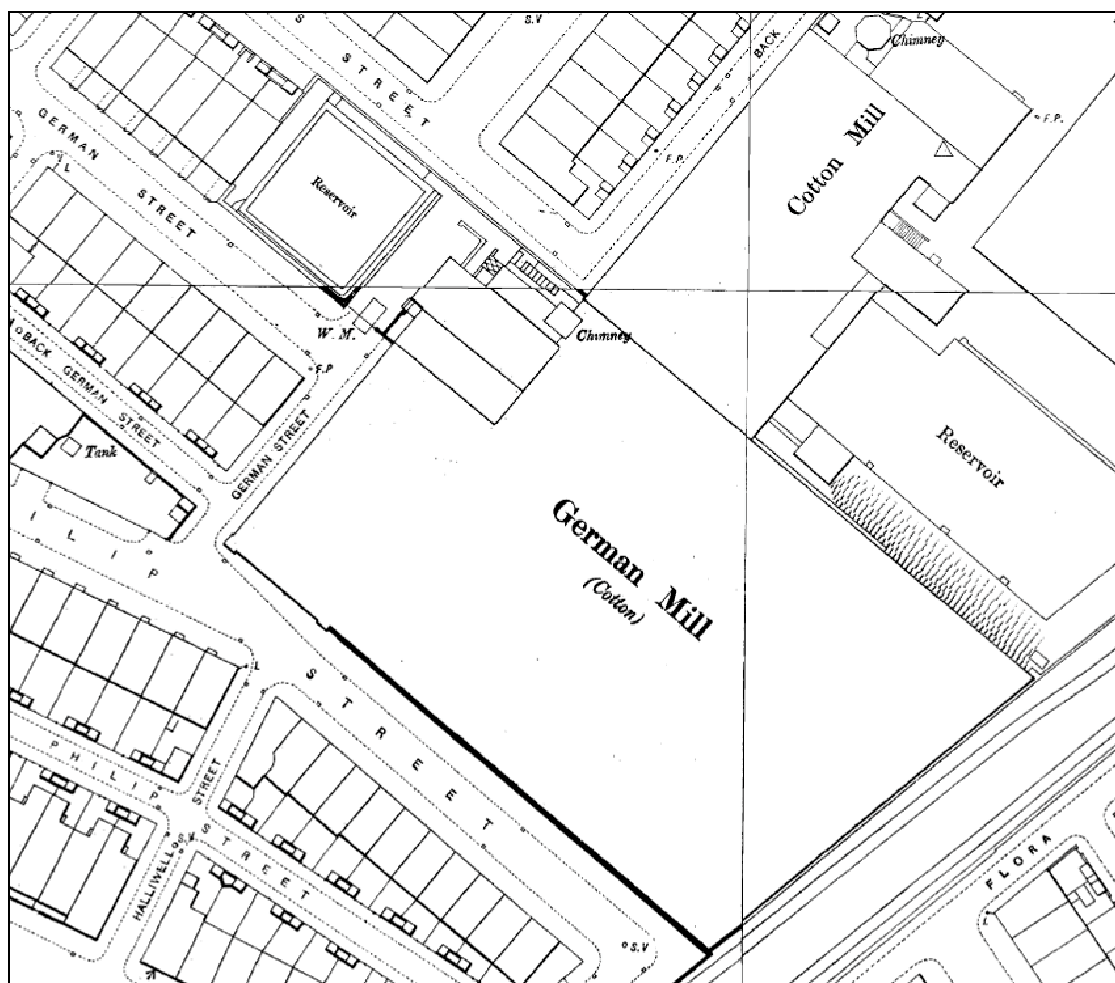 S.V
STREET
BACK
Chimney
F.P.
Cotton Mill
GERMAN STREET
L
Reservoir
F.P.
W. M.
Chimney
F.P
BACK GERMAN STREET
GERMAN STREET
Tank
Reservoir
German Mill
(Cotton)
ILIP
STREET
L
PHILIP
STREET
HALLIWELL
STREET
S.V.
S.V
FLORA